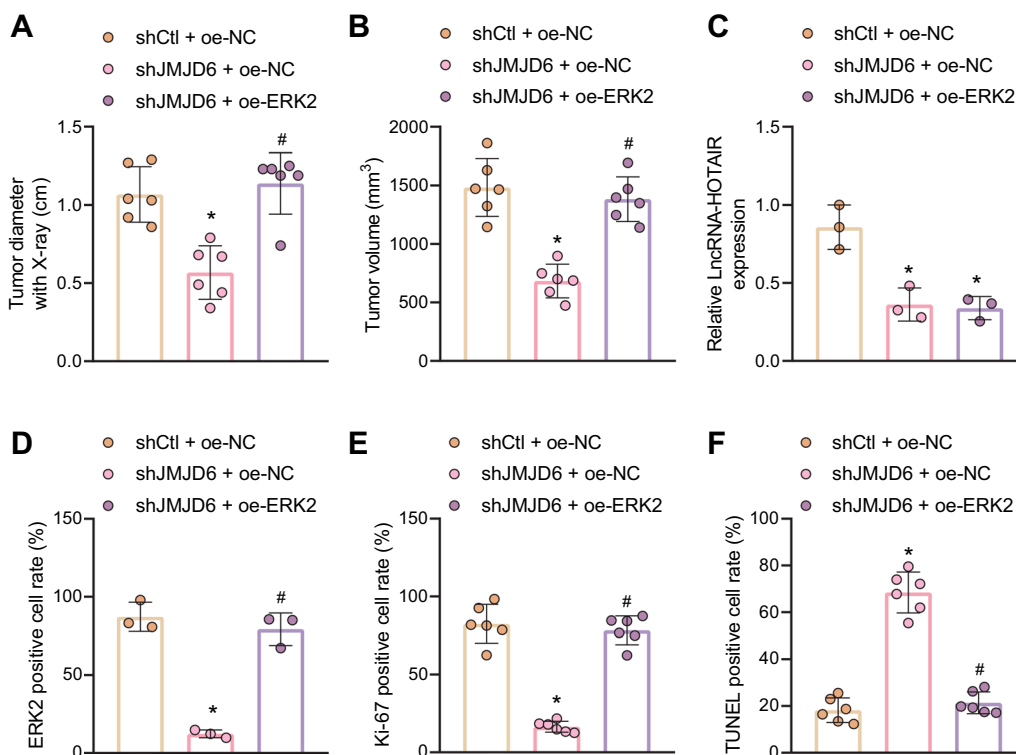 A
shCtl + oe-NC
shJMJD6 + oe-NC
shJMJD6 + oe-ERK2
Tumor diameter
with X-ray (cm)
1.5
1.0
0.5
0.0
*
#
B
shCtl + oe-NC
shJMJD6 + oe-NC
shJMJD6 + oe-ERK2
Tumor volume (mm³)
2000
1500
1000
500
0
*
#
C
shCtl + oe-NC
shJMJD6 + oe-NC
shJMJD6 + oe-ERK2
Relative LncRNA-HOTAIR
expression
1.5
1.0
0.5
0.0
*
*
D
shCtl + oe-NC
shJMJD6 + oe-NC
shJMJD6 + oe-ERK2
ERK2 positive cell rate (%)
150
100
50
0
*
#
E
shCtl + oe-NC
shJMJD6 + oe-NC
shJMJD6 + oe-ERK2
Ki-67 positive cell rate (%)
150
100
50
0
*
#
F
shCtl + oe-NC
shJMJD6 + oe-NC
shJMJD6 + oe-ERK2
TUNEL positive cell rate (%)
100
80
60
40
20
0
*
#